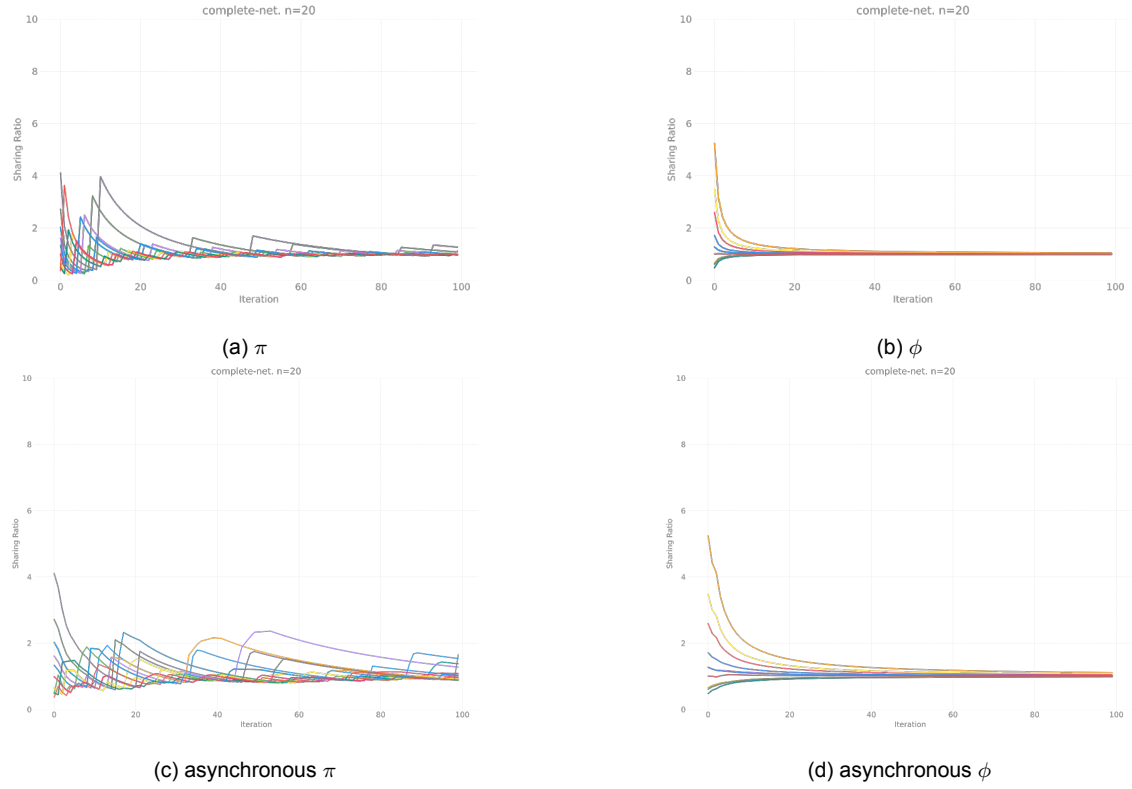 complete-net. n=20
10
8
6
4
2
0
Sharing Ratio
0 20 40 60 80 100
Iteration
(a) π
complete-net. n=20
10
8
6
4
2
0
Sharing Ratio
0 20 40 60 80 100
Iteration
(b) ϕ
complete-net. n=20
10
8
6
4
2
0
Sharing Ratio
0 20 40 60 80 100
Iteration
(c) asynchronous π
complete-net. n=20
10
8
6
4
2
0
Sharing Ratio
0 20 40 60 80 100
Iteration
(d) asynchronous ϕ